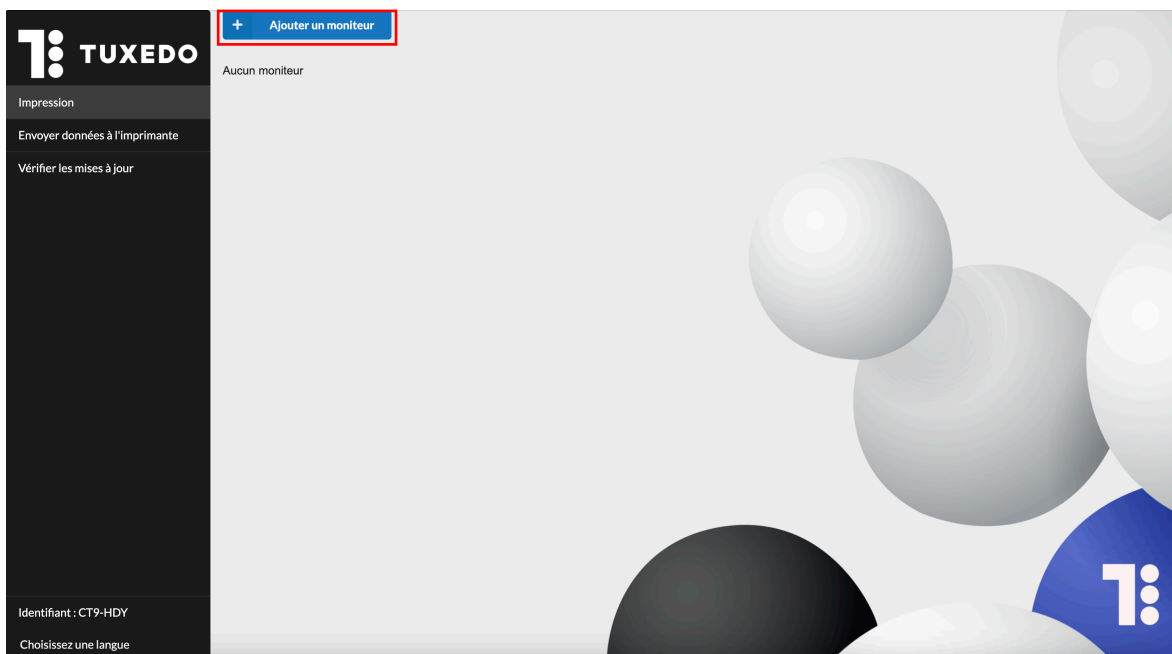 TUXEDO
Impression
Envoyer données à l'imprimante
Vérifier les mises à jour
Identifiant : CT9-HDY
Choisissez une langue
+ Ajouter un moniteur
Aucun moniteur